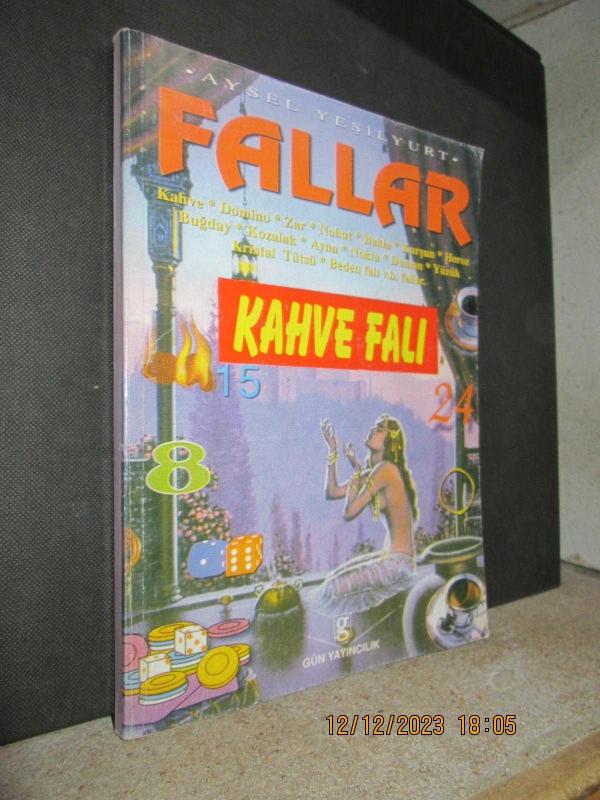 • AYSEL YEŞİLYURT •
FALLAR
Kahve * Domino * Zar * Nohut * Bakla * Kurşun * Horoz
Buğday * Kozalak * Ayna * Nokta * Duman * Yüzük
Kristal Tütsü * Beden falı v.b. fallar.
KAHVE FALI
15
24
8
g
GÜN YAYINCILIK
12/12/2023 18:05